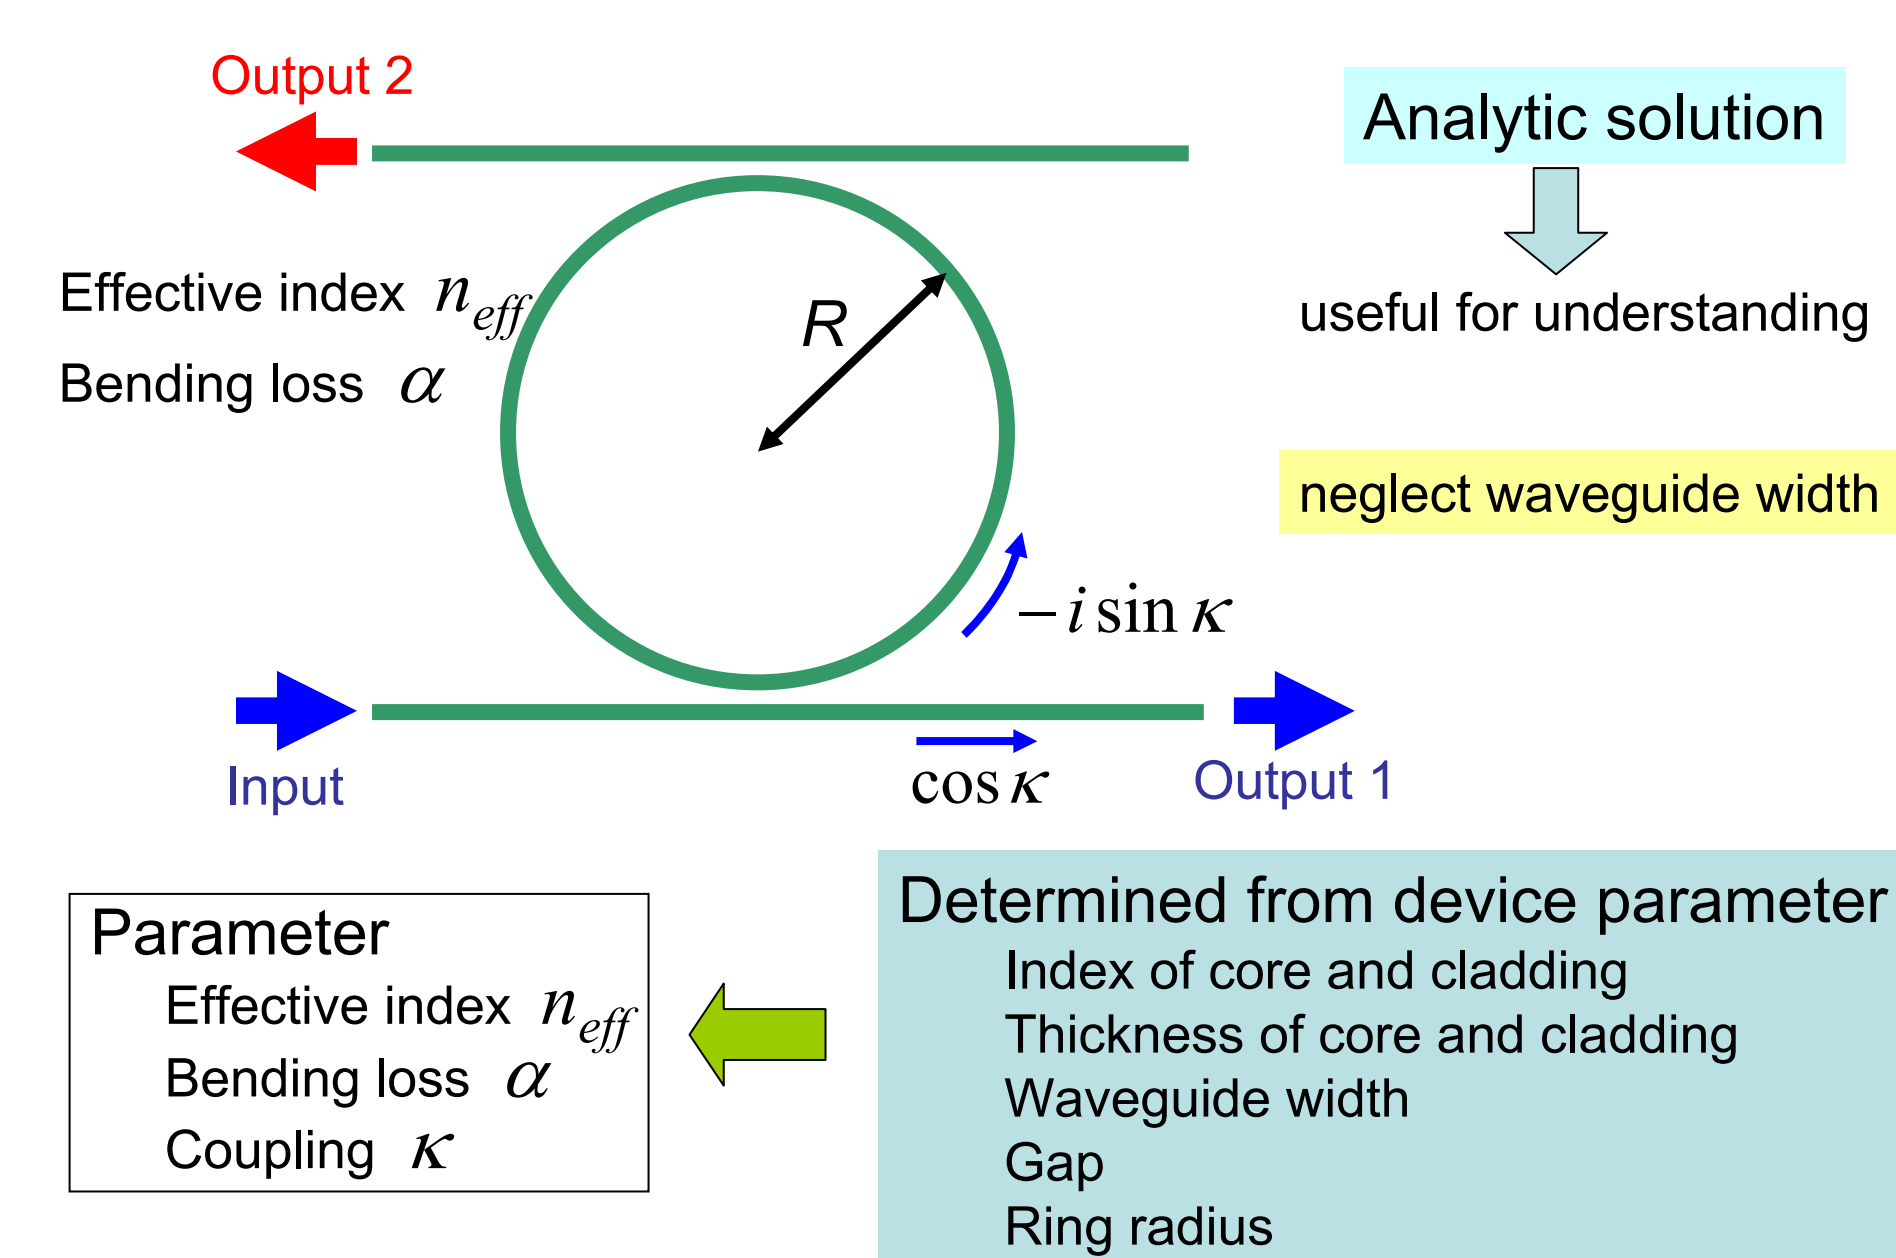 Output 2
Analytic solution
Effective index n_eff
R
useful for understanding
Bending loss α
neglect waveguide width
−i sin κ
Input
cos κ
Output 1
Parameter
Effective index n_eff
Bending loss α
Coupling κ
Determined from device parameter
Index of core and cladding
Thickness of core and cladding
Waveguide width
Gap
Ring radius